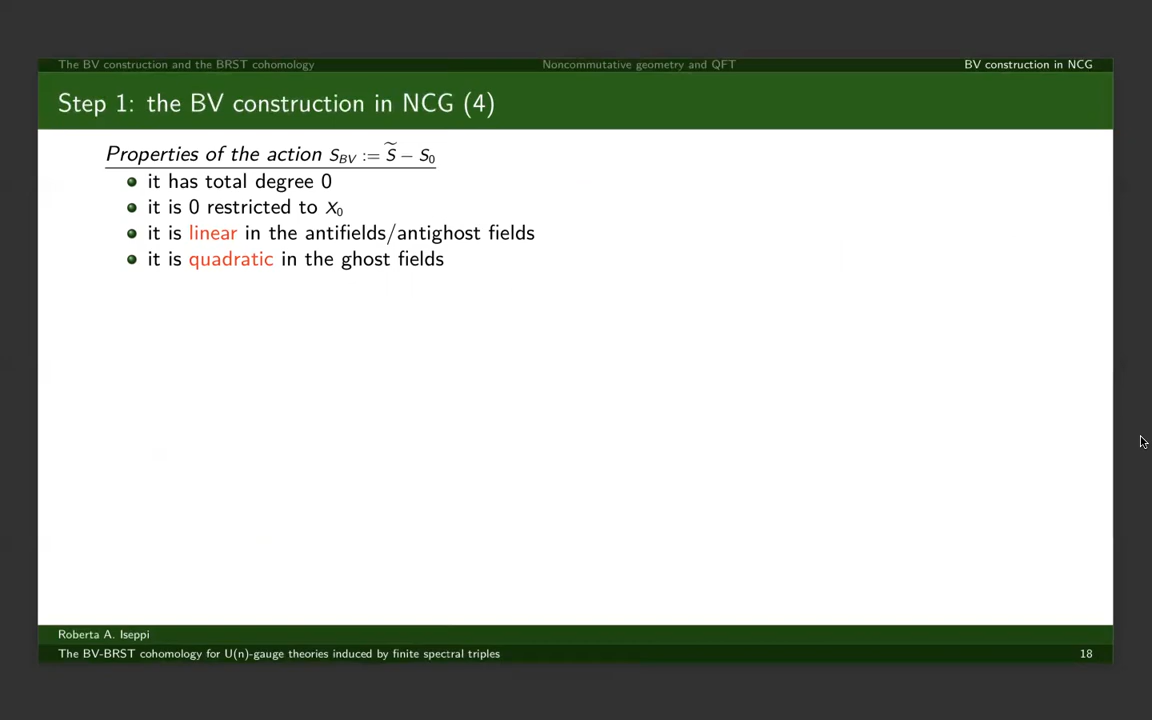 The BV construction and the BRST cohomology Noncommutative geometry and QFT BV construction in NCG
Step 1: the BV construction in NCG (4)
Properties of the action S_BV := S̃ − S₀
it has total degree 0
it is 0 restricted to X₀
it is linear in the antifields/antighost fields
it is quadratic in the ghost fields
Roberta A. Iseppi
The BV-BRST cohomology for U(n)-gauge theories induced by finite spectral triples 18